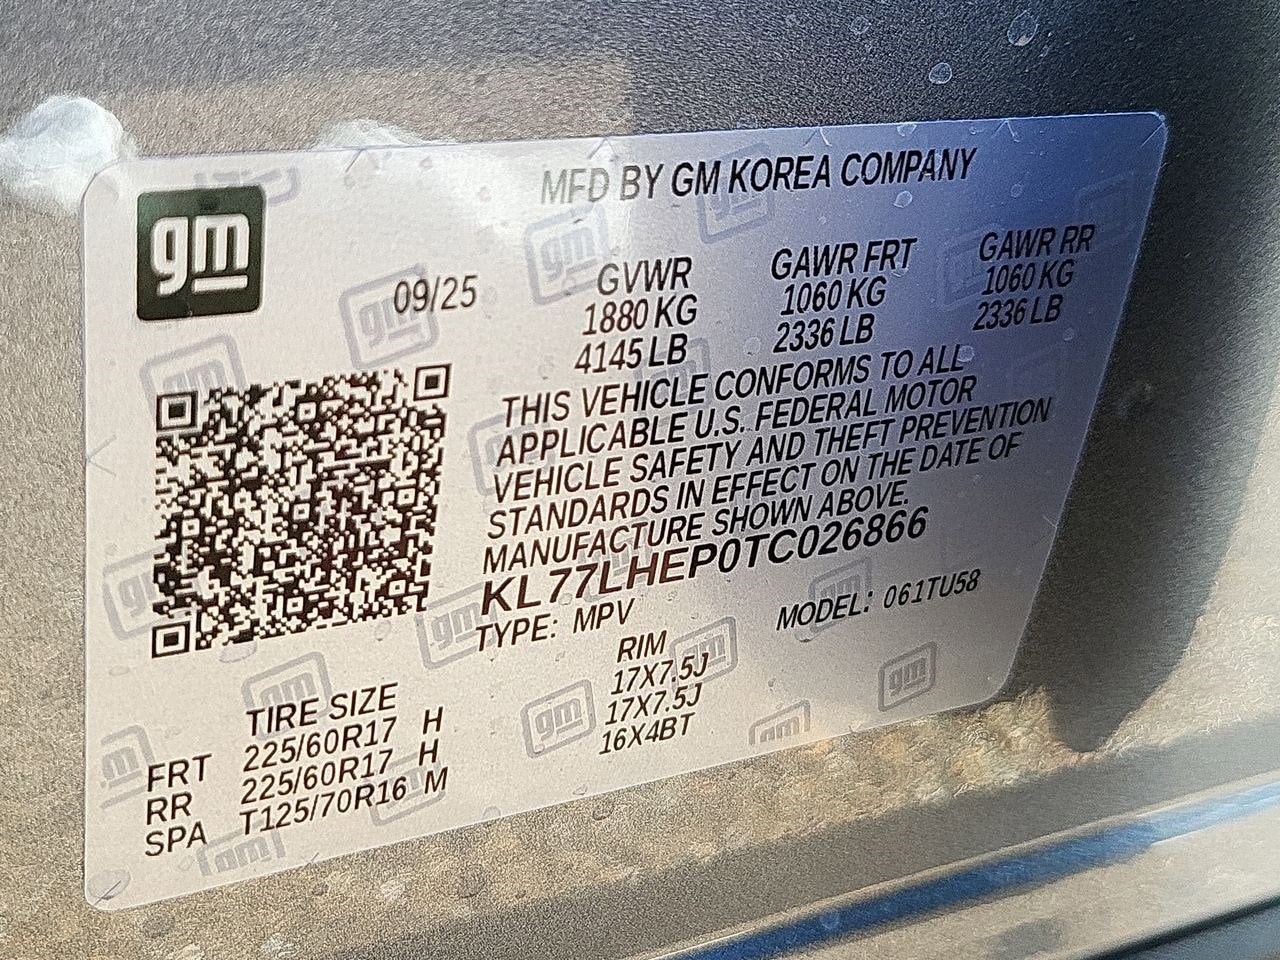 gm
MFD BY GM KOREA COMPANY
09/25
GVWR GAWR FRT GAWR RR
1880 KG 1060 KG 1060 KG
4145 LB 2336 LB 2336 LB
THIS VEHICLE CONFORMS TO ALL
APPLICABLE U.S. FEDERAL MOTOR
VEHICLE SAFETY AND THEFT PREVENTION
STANDARDS IN EFFECT ON THE DATE OF
MANUFACTURE SHOWN ABOVE.
KL77LHEP0TC026866
TYPE: MPV MODEL: 061TU58
TIRE SIZE RIM
FRT 225/60R17 H 17X7.5J
RR 225/60R17 H 17X7.5J
SPA T125/70R16 M 16X4BT